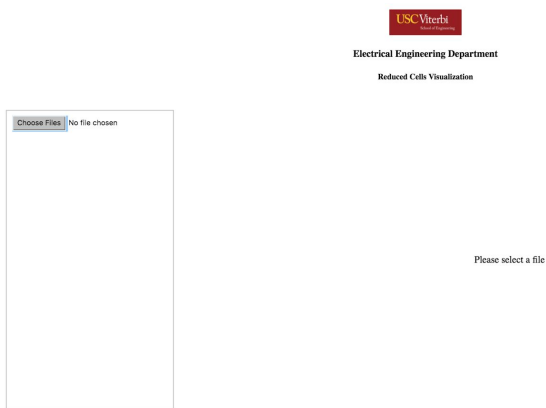 USC Viterbi
School of Engineering
Electrical Engineering Department
Reduced Cells Visualization
Choose Files No file chosen
Please select a file